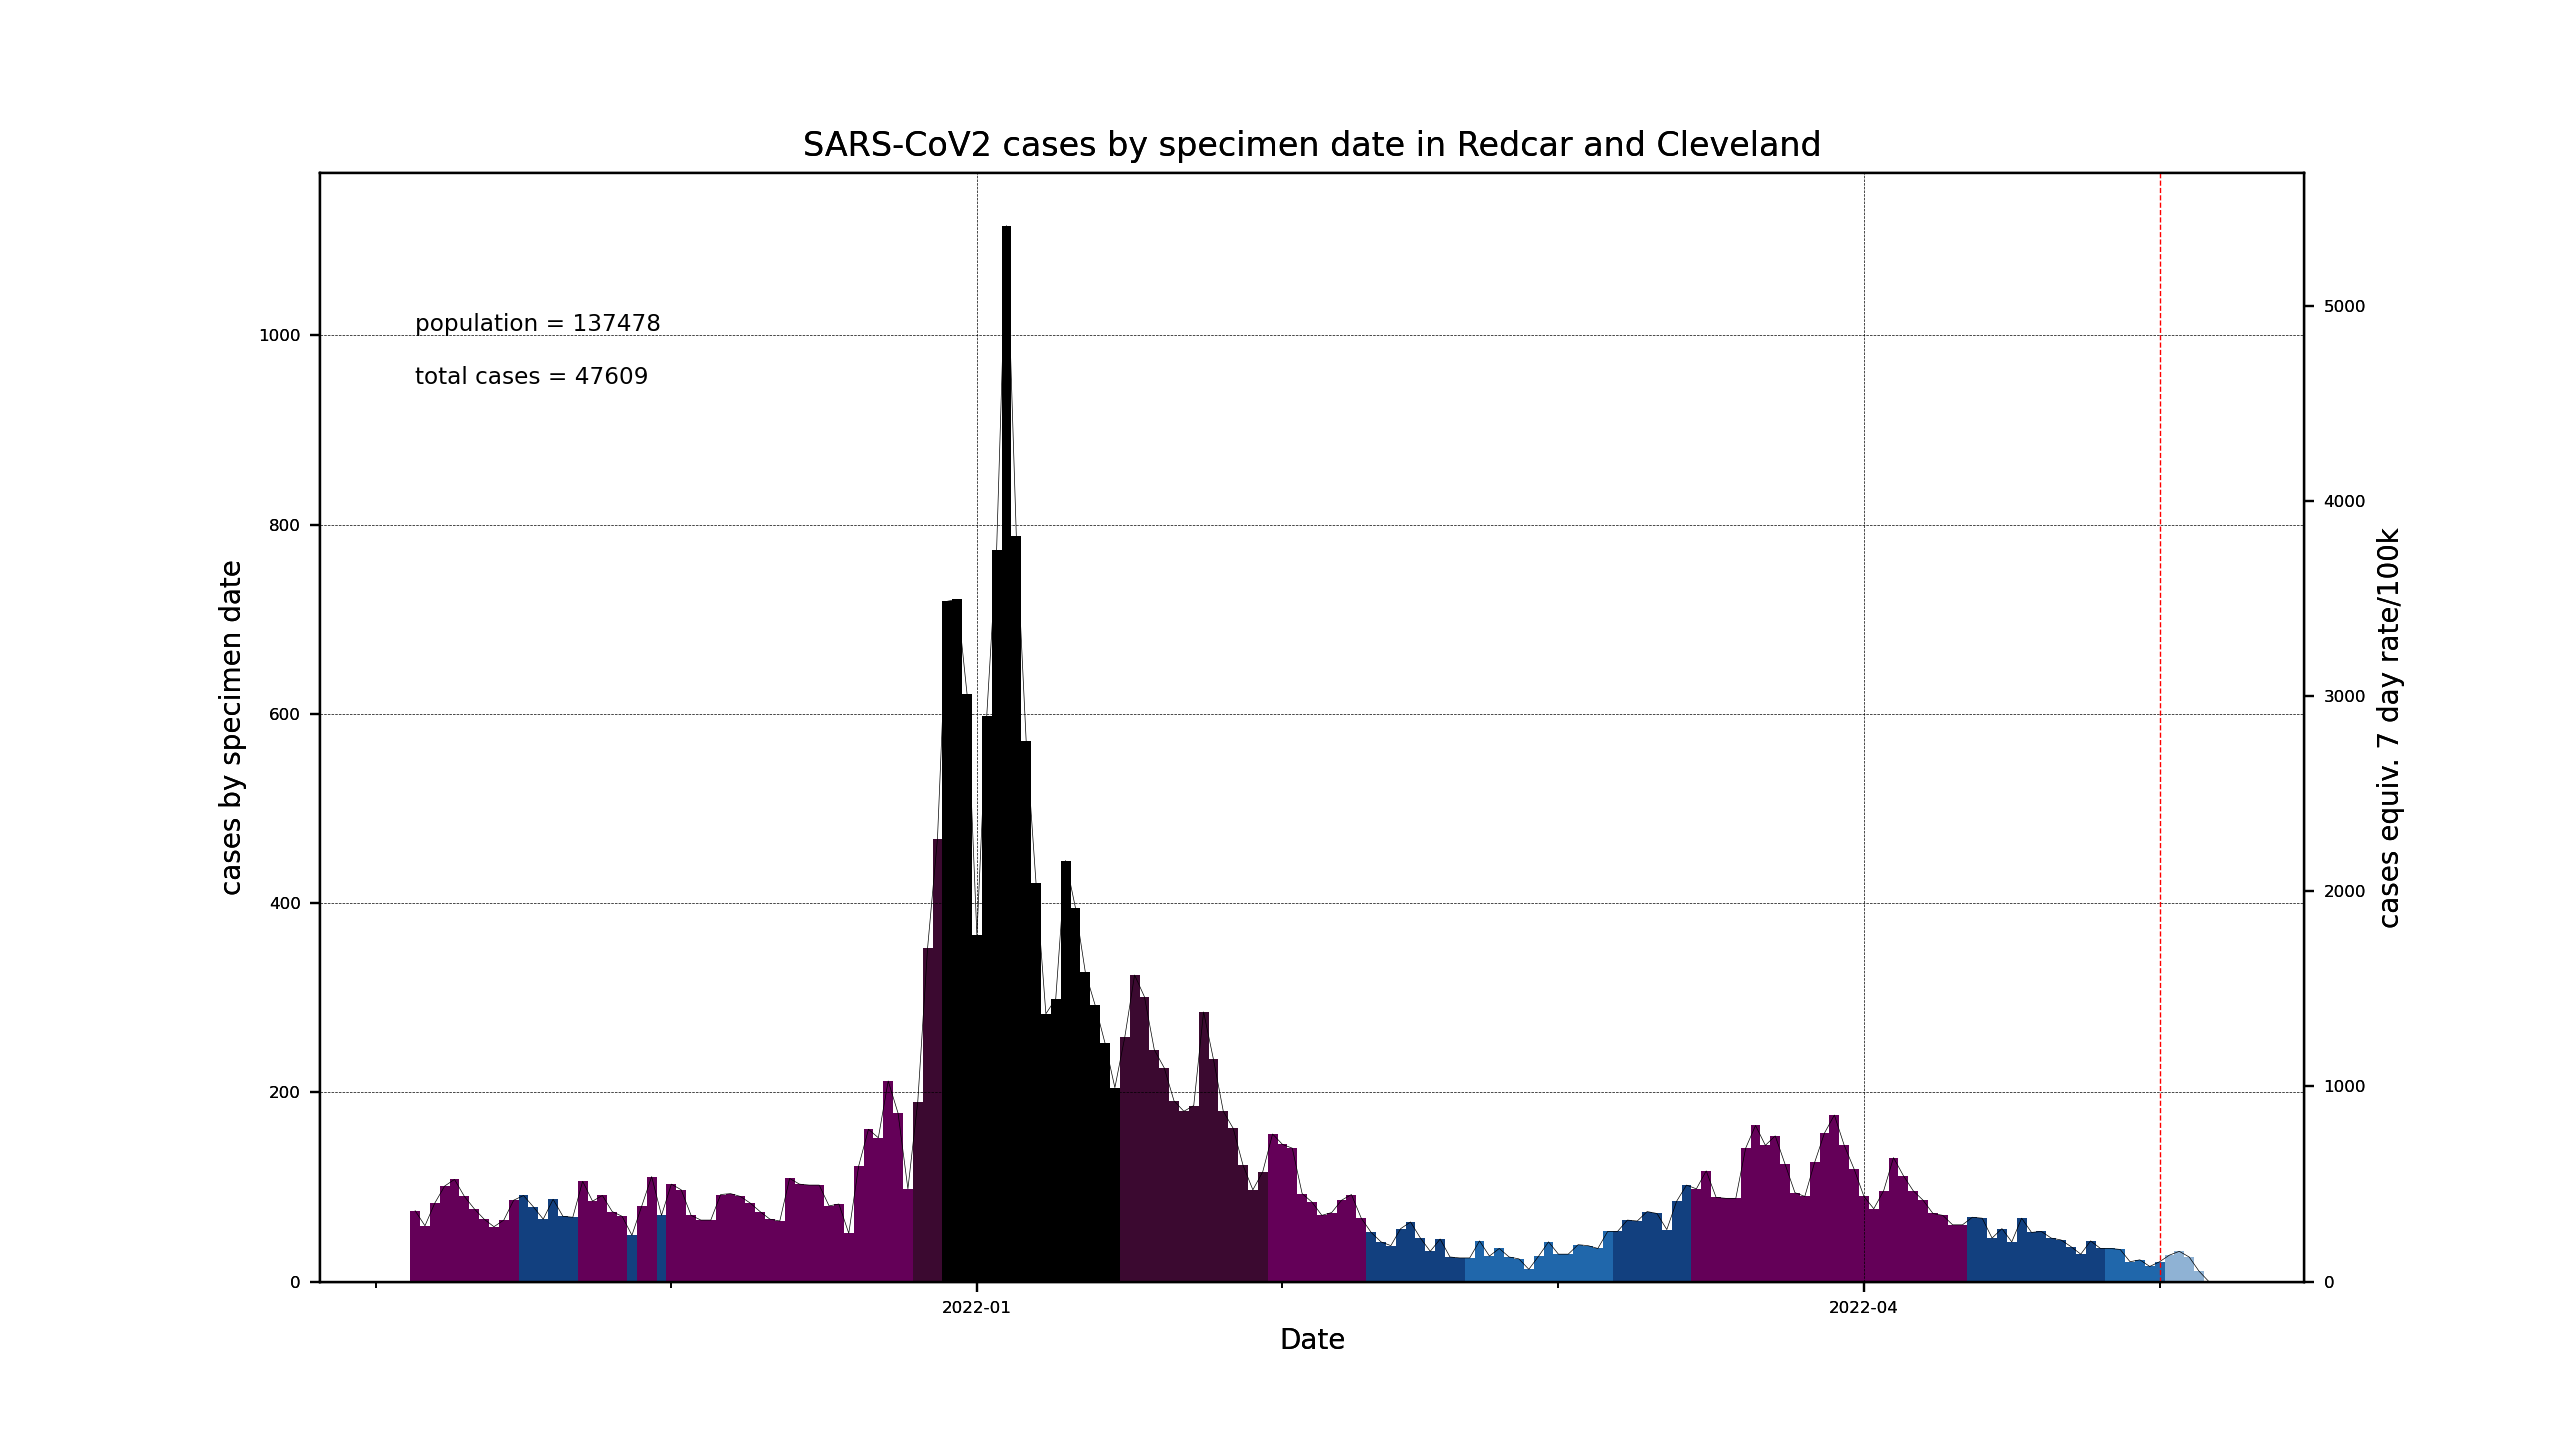 SARS-CoV2 cases by specimen date in Redcar and Cleveland
population = 137478
total cases = 47609
cases by specimen date
1000
800
600
400
200
0
5000
4000
3000
2000
1000
0
cases equiv. 7 day rate/100k
2022-01
2022-04
Date